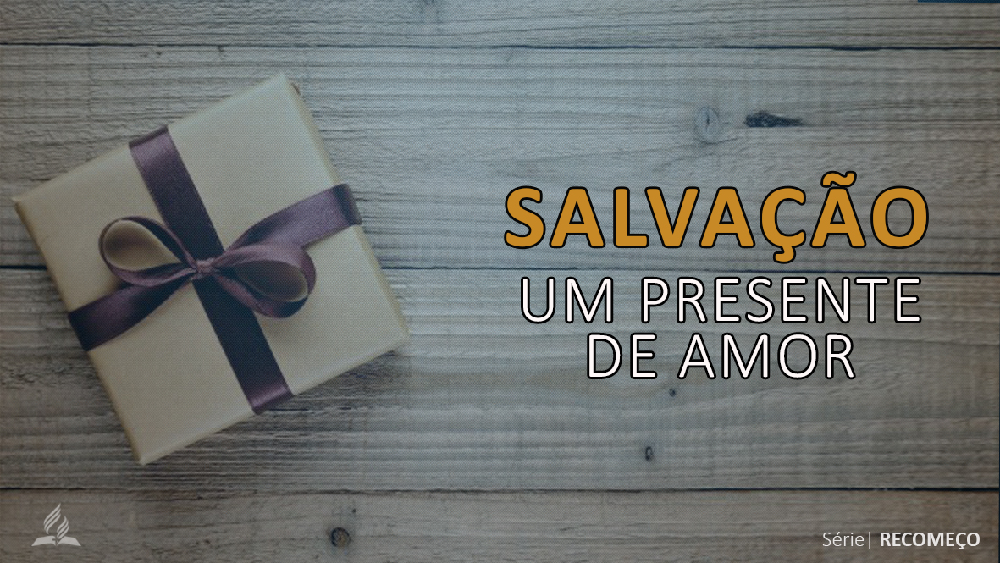 SALVAÇÃO
UM PRESENTE
DE AMOR
Série| RECOMEÇO